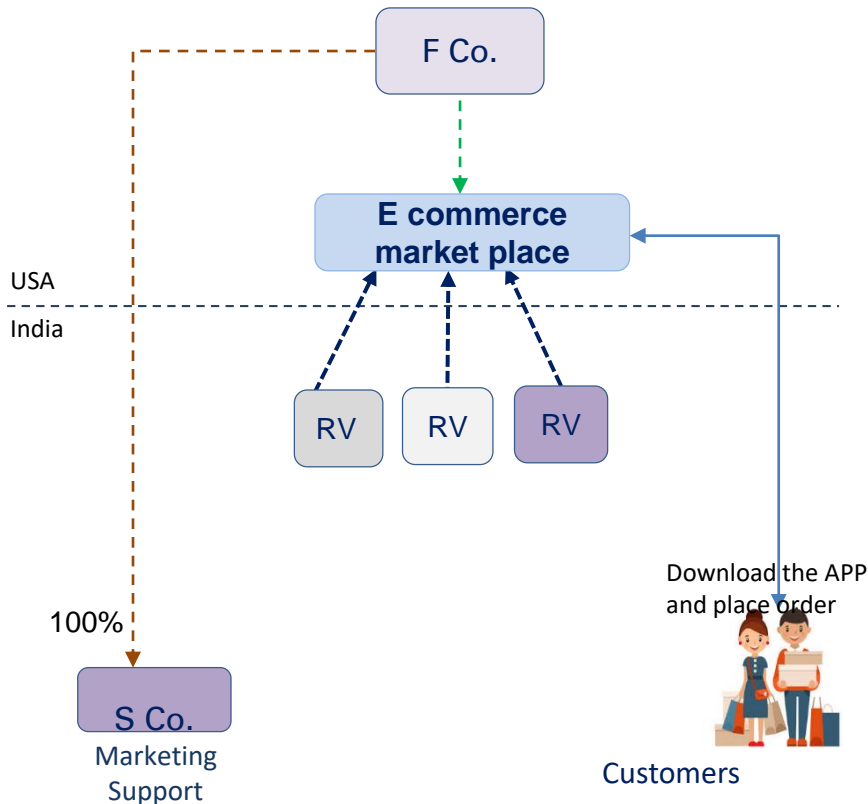 F Co.
E commerce
market place
USA
India
RV
RV
RV
Download the APP
and place order
100%
S Co.
Marketing
Support
Customers